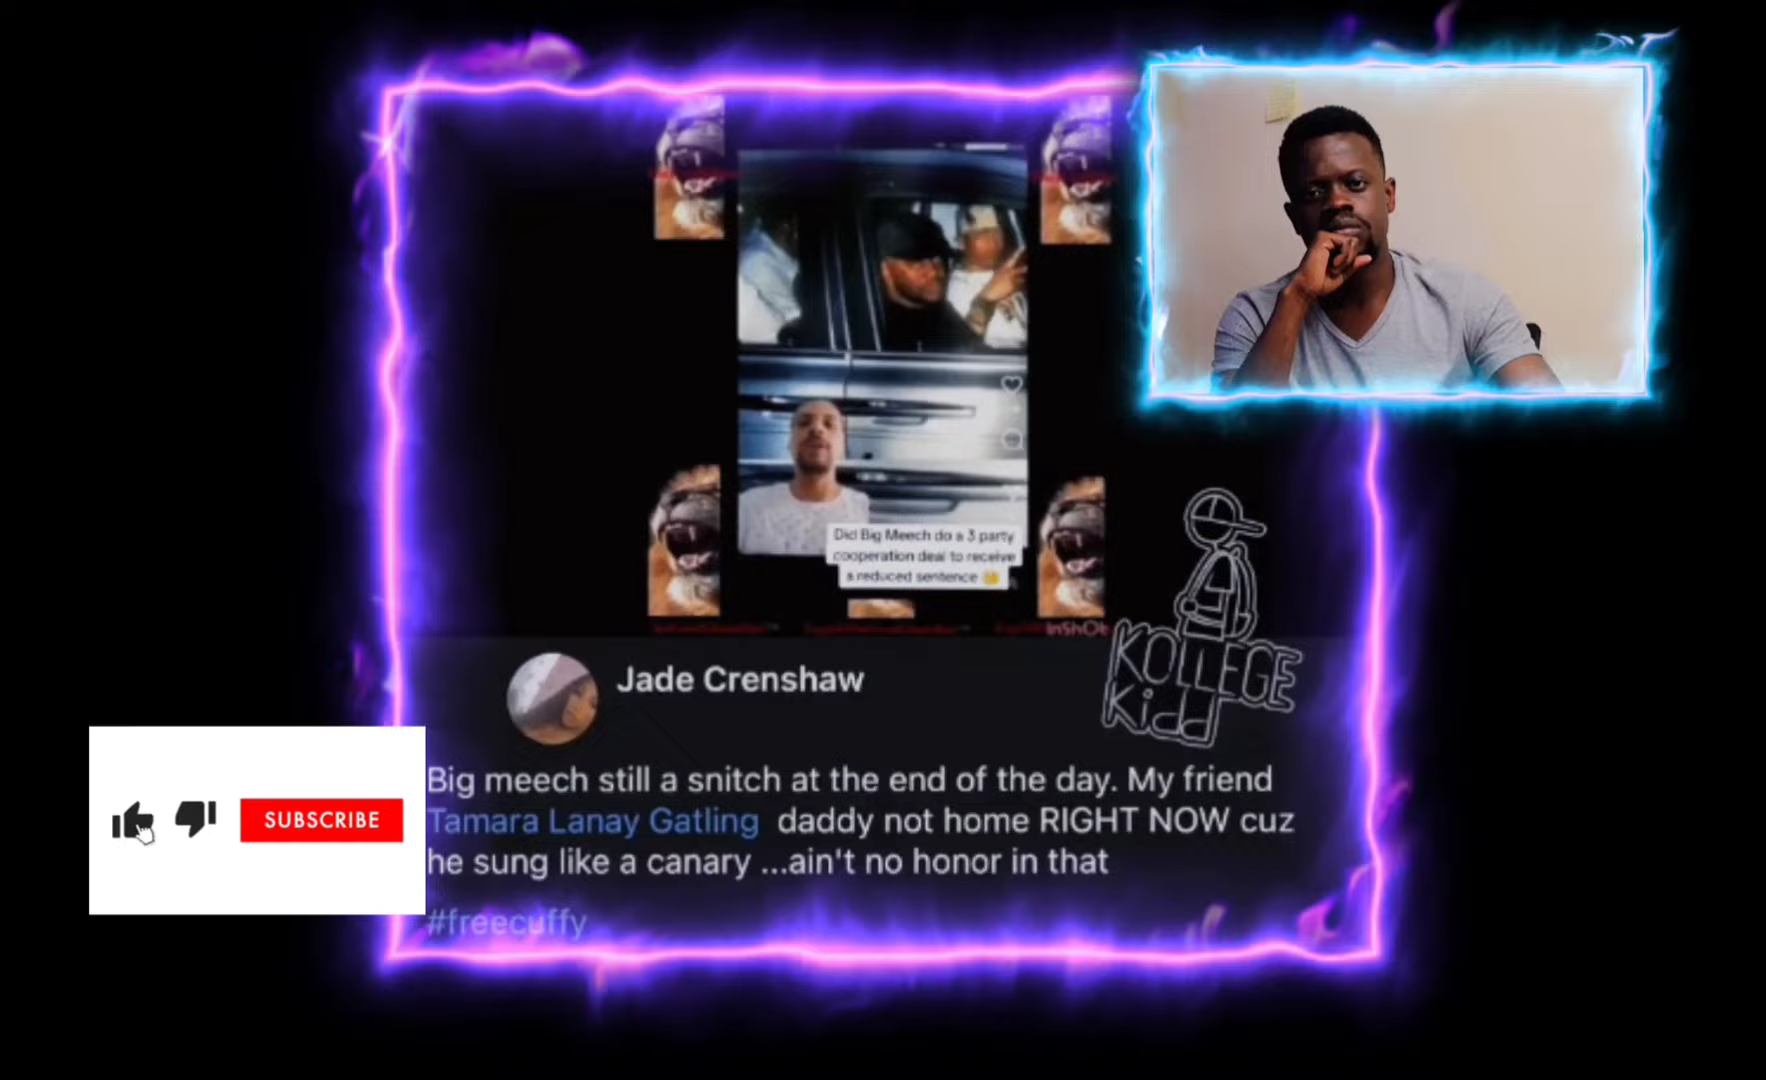 Did Big Meech do a 3 party
cooperation deal to receive
a reduced sentence
InShOt
Jade Crenshaw
KOLLEGE
Kidd
Big meech still a snitch at the end of the day. My friend
Tamara Lanay Gatling daddy not home RIGHT NOW cuz
he sung like a canary ...ain't no honor in that
#freecuffy
SUBSCRIBE